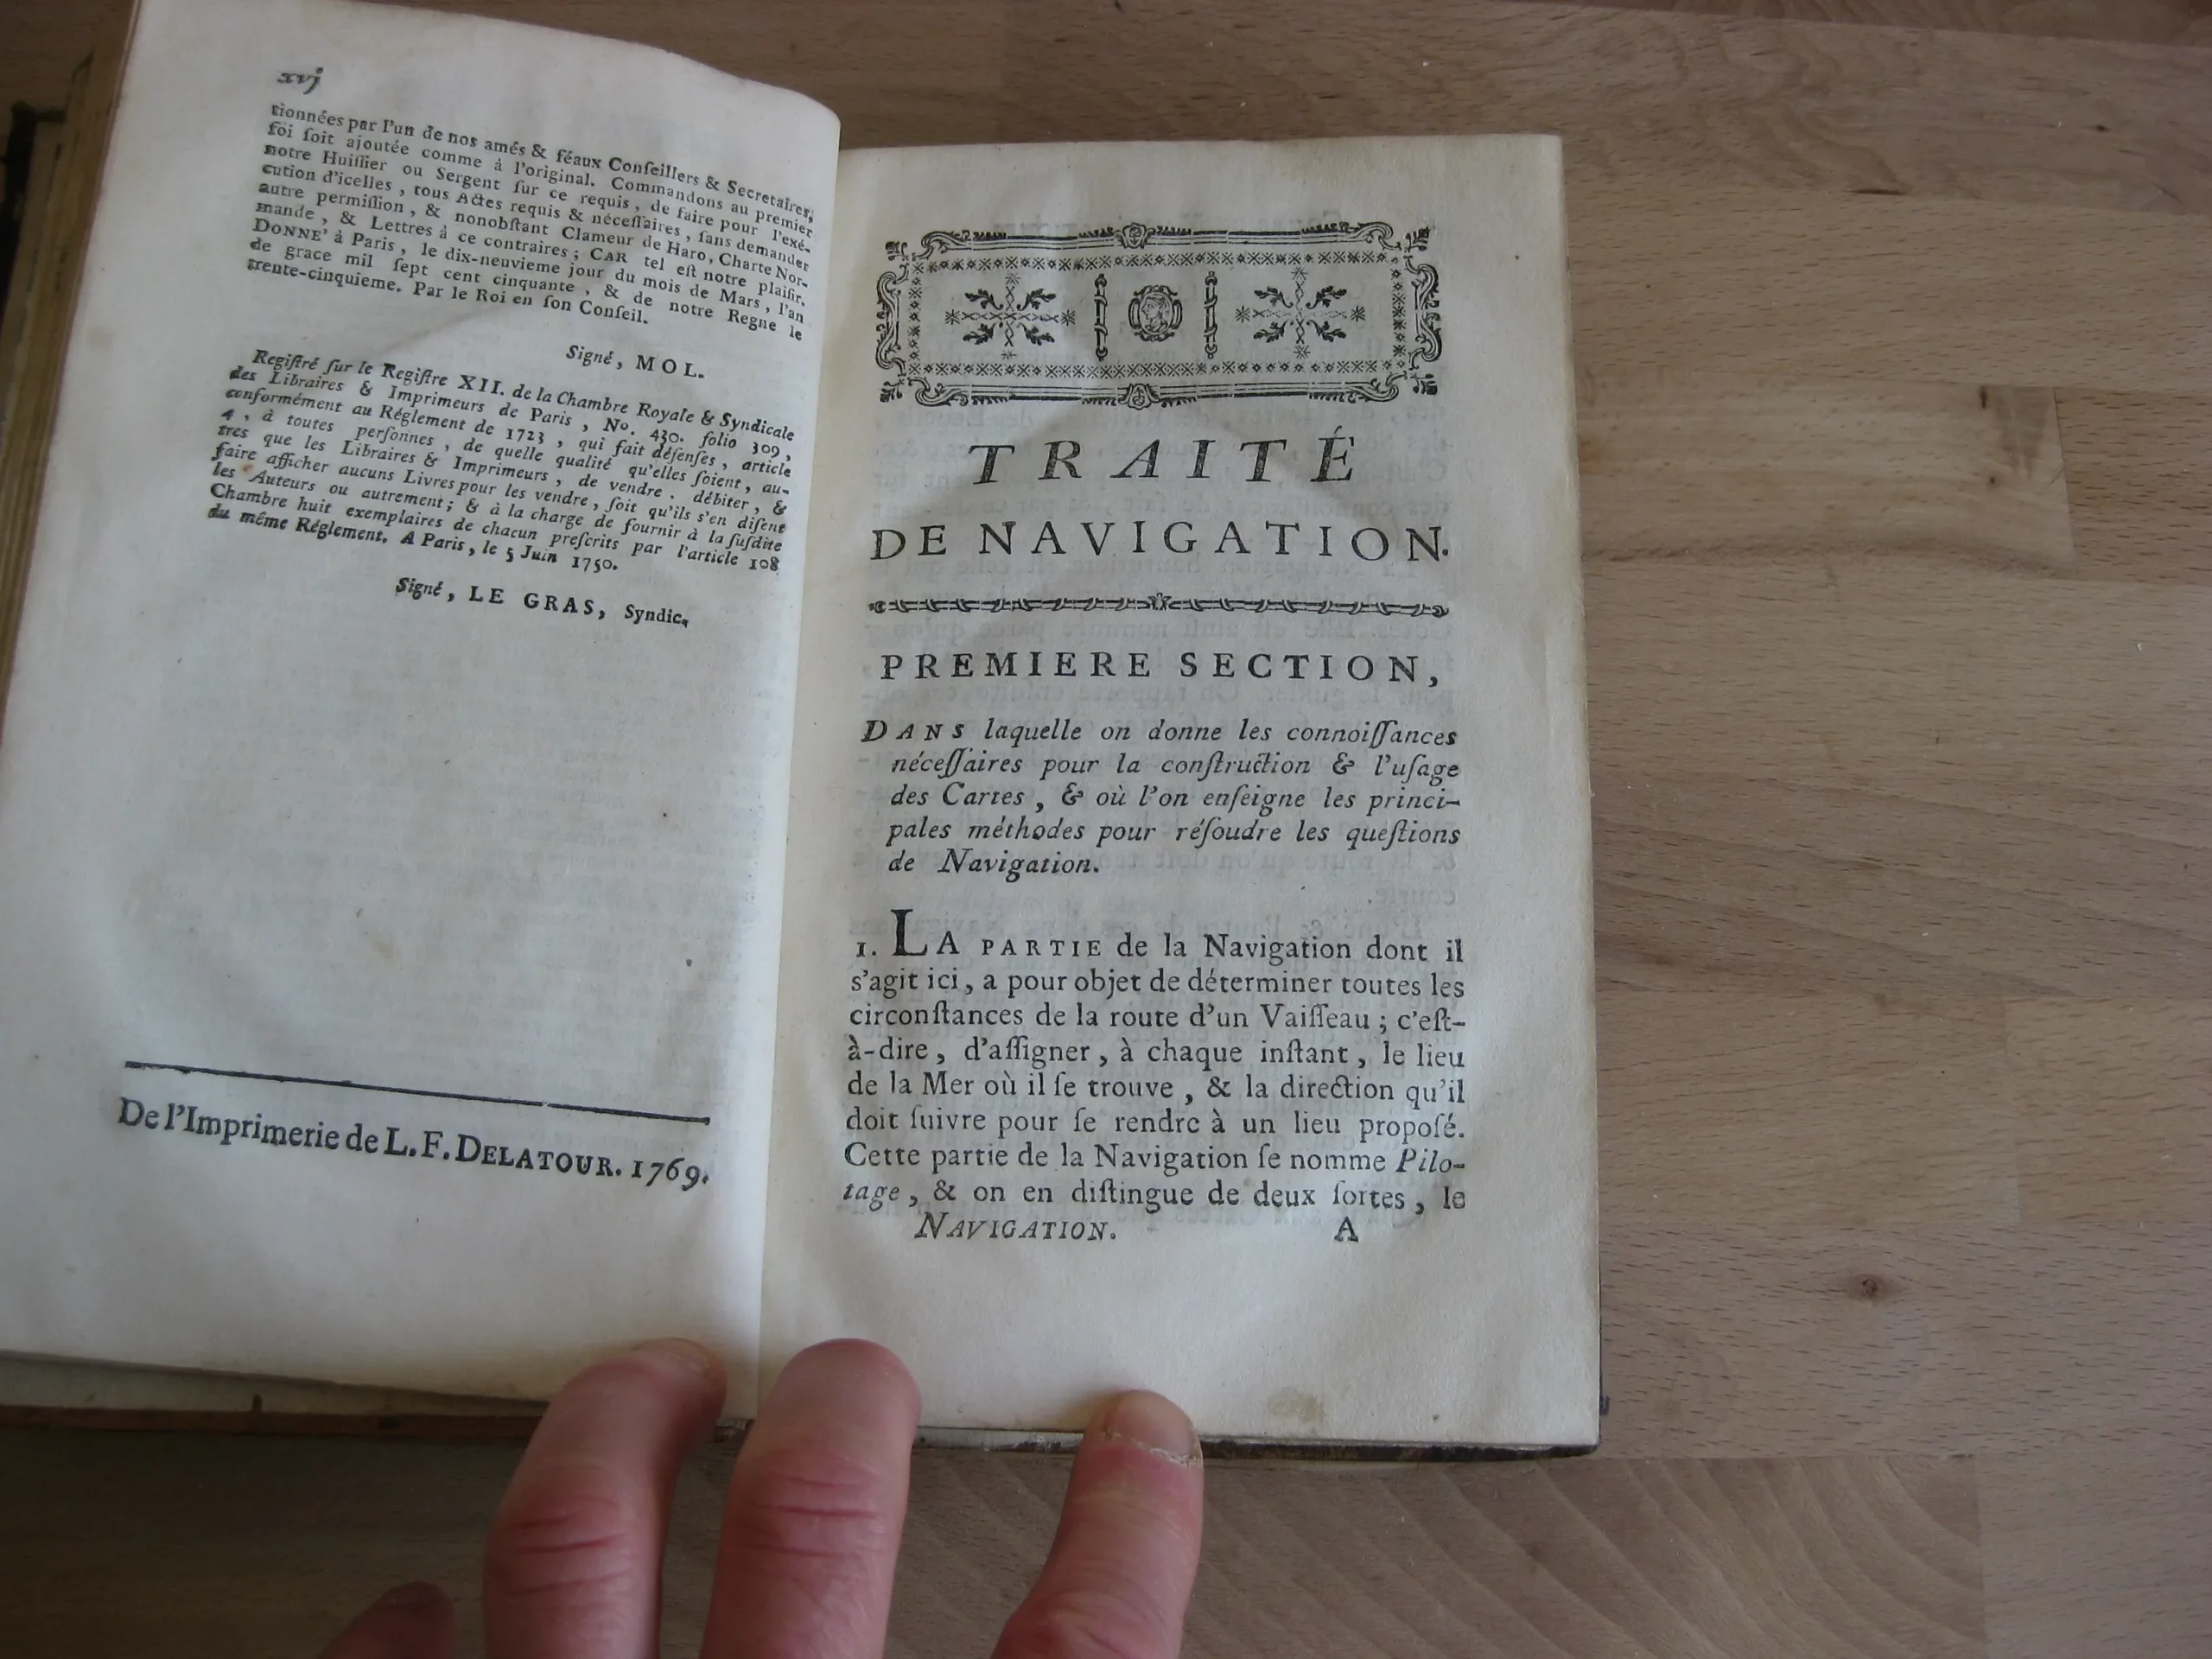 xvj
tionnées par l'un de nos amés & féaux Conſeillers & Secretaires,
foi ſoit ajoutée comme à l'original. Commandons au premier
notre Huiſſier ou Sergent ſur ce requis, de faire pour l'exé-
cution d'icelles, tous Actes requis & néceſſaires, ſans demander
autre permiſſion, & nonobſtant Clameur de Haro, Charte Nor-
mande, & Lettres à ce contraires; CAR tel eſt notre plaiſir.
DONNE' à Paris, le dix-neuvieme jour du mois de Mars, l'an
de grace mil ſept cent cinquante, & de notre Regne le
trente-cinquieme. Par le Roi en ſon Conſeil.
Signé, MOL.
Regiſtré ſur le Regiſtre XII. de la Chambre Royale & Syndicale
des Libraires & Imprimeurs de Paris, Nº. 430. folio 309,
conformément au Réglement de 1723, qui fait défenſes, article
4, à toutes perſonnes, de quelle qualité qu'elles ſoient, au-
tres que les Libraires & Imprimeurs, de vendre, débiter, &
faire afficher aucuns Livres pour les vendre, ſoit qu'ils s'en diſent
les Auteurs ou autrement; & à la charge de fournir à la ſuſdite
Chambre huit exemplaires de chacun preſcrits par l'article 108
du même Réglement. A Paris, le 5 Juin 1750.
Signé, LE GRAS, Syndic.
De l'Imprimerie de L. F. DELATOUR. 1769.
TRAITÉ
DE NAVIGATION.
PREMIERE SECTION,
DANS laquelle on donne les connoiſſances
néceſſaires pour la conſtruction & l'uſage
des Cartes, & où l'on enſeigne les princi-
pales méthodes pour réſoudre les queſtions
de Navigation.
1. LA PARTIE de la Navigation dont il
s'agit ici, a pour objet de déterminer toutes les
circonſtances de la route d'un Vaiſſeau; c'eſt-
à-dire, d'aſſigner, à chaque inſtant, le lieu
de la Mer où il ſe trouve, & la direction qu'il
doit ſuivre pour ſe rendre à un lieu propoſé.
Cette partie de la Navigation ſe nomme Pilo-
tage, & on en diſtingue de deux ſortes, le
NAVIGATION. A